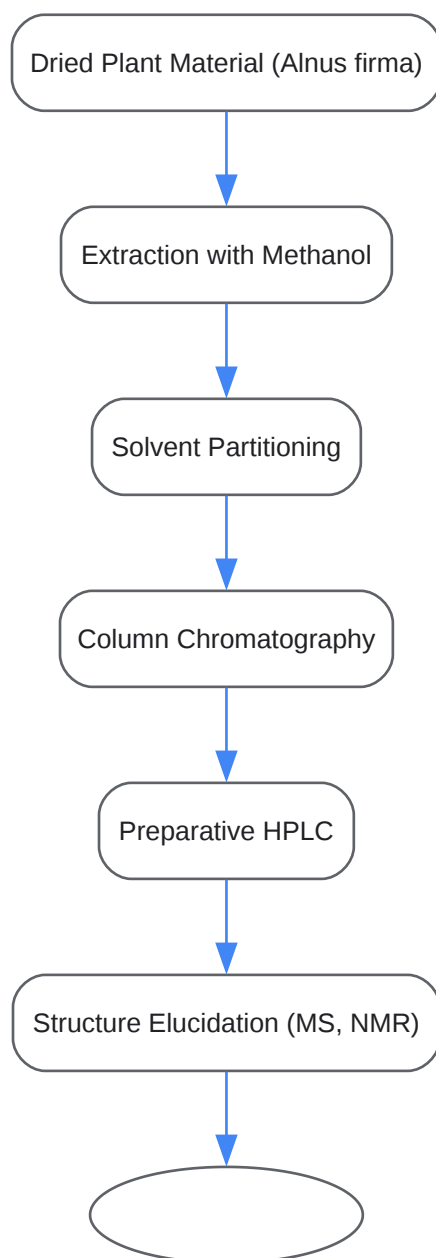 Dried Plant Material (Alnus firma)
Extraction with Methanol
Solvent Partitioning
Column Chromatography
Preparative HPLC
Structure Elucidation (MS, NMR)